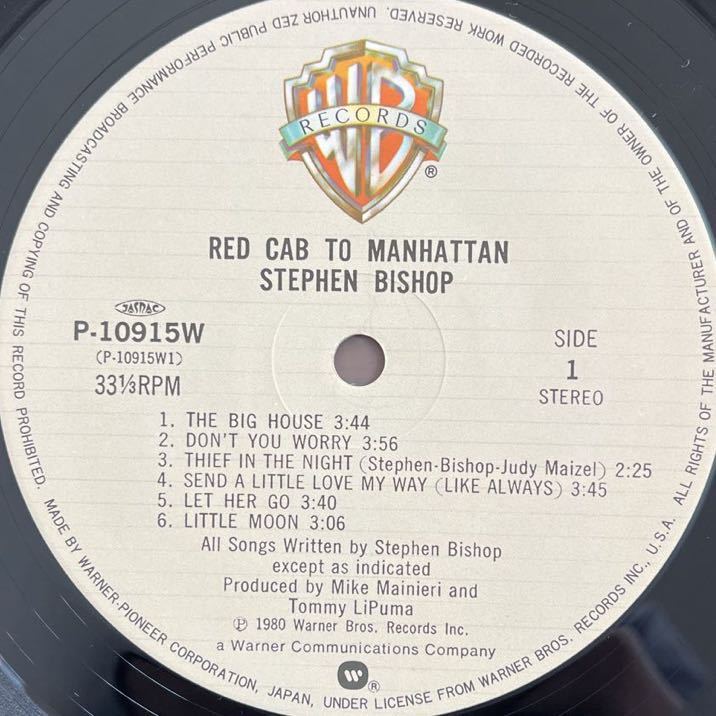 WB
RECORDS
®
RED CAB TO MANHATTAN
STEPHEN BISHOP
JASRAC
P-10915W
(P-10915W1)
33⅓RPM
SIDE
1
STEREO
1. THE BIG HOUSE 3:44
2. DON'T YOU WORRY 3:56
3. THIEF IN THE NIGHT (Stephen-Bishop-Judy Maizel) 2:25
4. SEND A LITTLE LOVE MY WAY (LIKE ALWAYS) 3:45
5. LET HER GO 3:40
6. LITTLE MOON 3:06
All Songs Written by Stephen Bishop
except as indicated
Produced by Mike Mainieri and
Tommy LiPuma
℗ 1980 Warner Bros. Records Inc.
a Warner Communications Company
W ®
MADE BY WARNER-PIONEER CORPORATION, JAPAN, UNDER LICENSE FROM WARNER BROS. RECORDS INC., U.S.A. ALL RIGHTS OF THE MANUFACTURER AND OF THE OWNER OF THE RECORDED WORK RESERVED. UNAUTHOR ZED PUBLIC PERFORMANCE BROADCASTING AND COPYING OF THIS RECORD PROHIBITED.